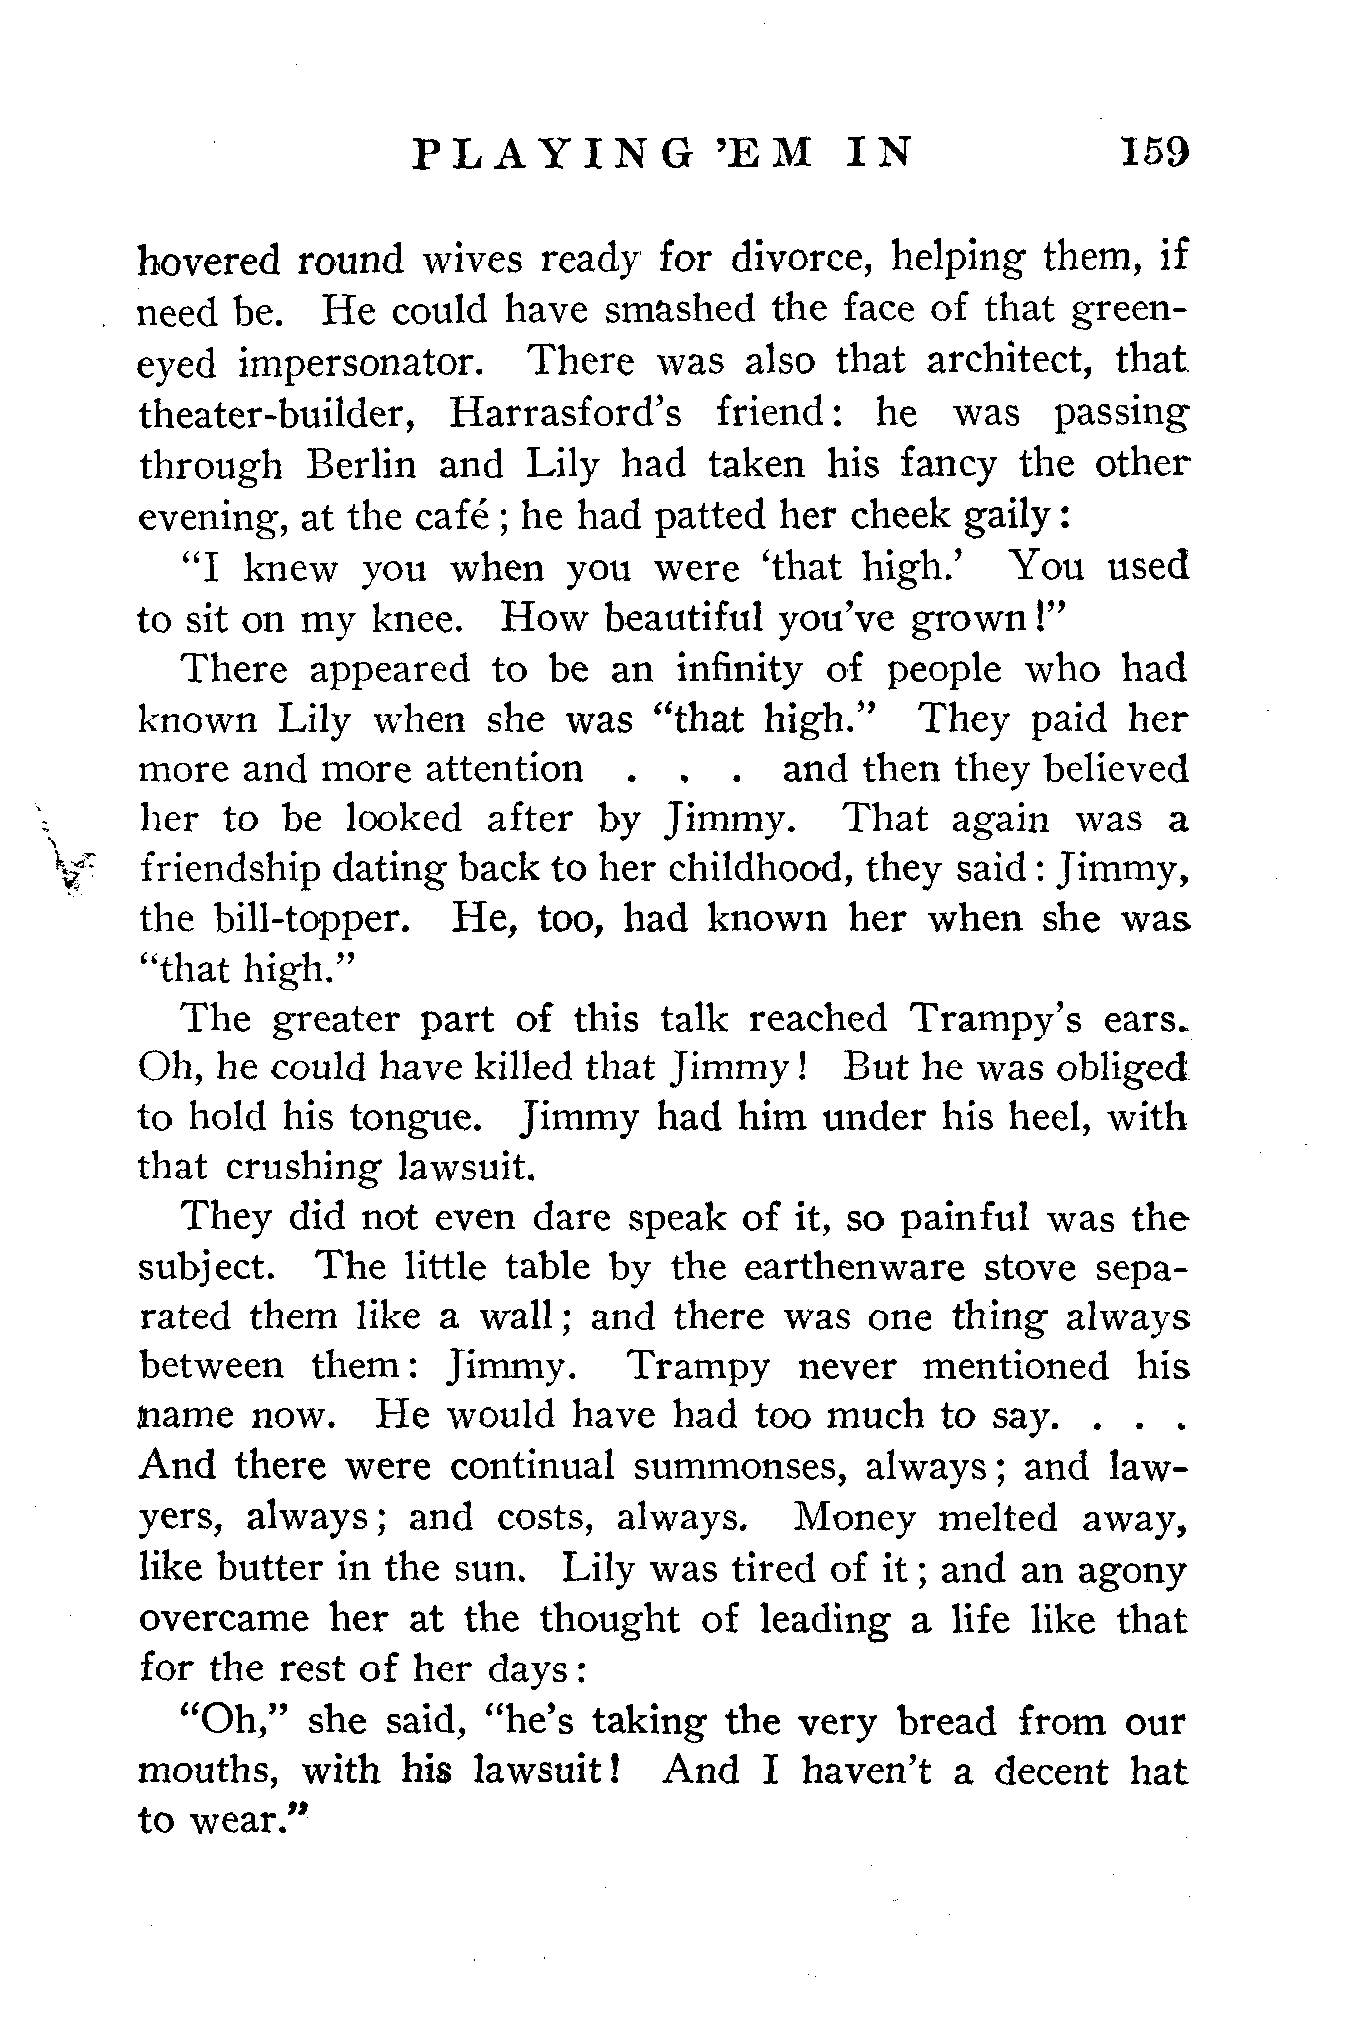 PLAYING 'EM IN 159
hovered round wives ready for divorce, helping them, if
need be. He could have smashed the face of that green-
eyed impersonator. There was also that architect, that
theater-builder, Harrasford's friend: he was passing
through Berlin and Lily had taken his fancy the other
evening, at the café; he had patted her cheek gaily:
"I knew you when you were 'that high.' You used
to sit on my knee. How beautiful you've grown!"
There appeared to be an infinity of people who had
known Lily when she was "that high." They paid her
more and more attention . . . and then they believed
her to be looked after by Jimmy. That again was a
friendship dating back to her childhood, they said: Jimmy,
the bill-topper. He, too, had known her when she was
"that high."
The greater part of this talk reached Trampy's ears.
Oh, he could have killed that Jimmy! But he was obliged
to hold his tongue. Jimmy had him under his heel, with
that crushing lawsuit.
They did not even dare speak of it, so painful was the
subject. The little table by the earthenware stove sepa-
rated them like a wall; and there was one thing always
between them: Jimmy. Trampy never mentioned his
name now. He would have had too much to say. . . .
And there were continual summonses, always; and law-
yers, always; and costs, always. Money melted away,
like butter in the sun. Lily was tired of it; and an agony
overcame her at the thought of leading a life like that
for the rest of her days:
"Oh," she said, "he's taking the very bread from our
mouths, with his lawsuit! And I haven't a decent hat
to wear."